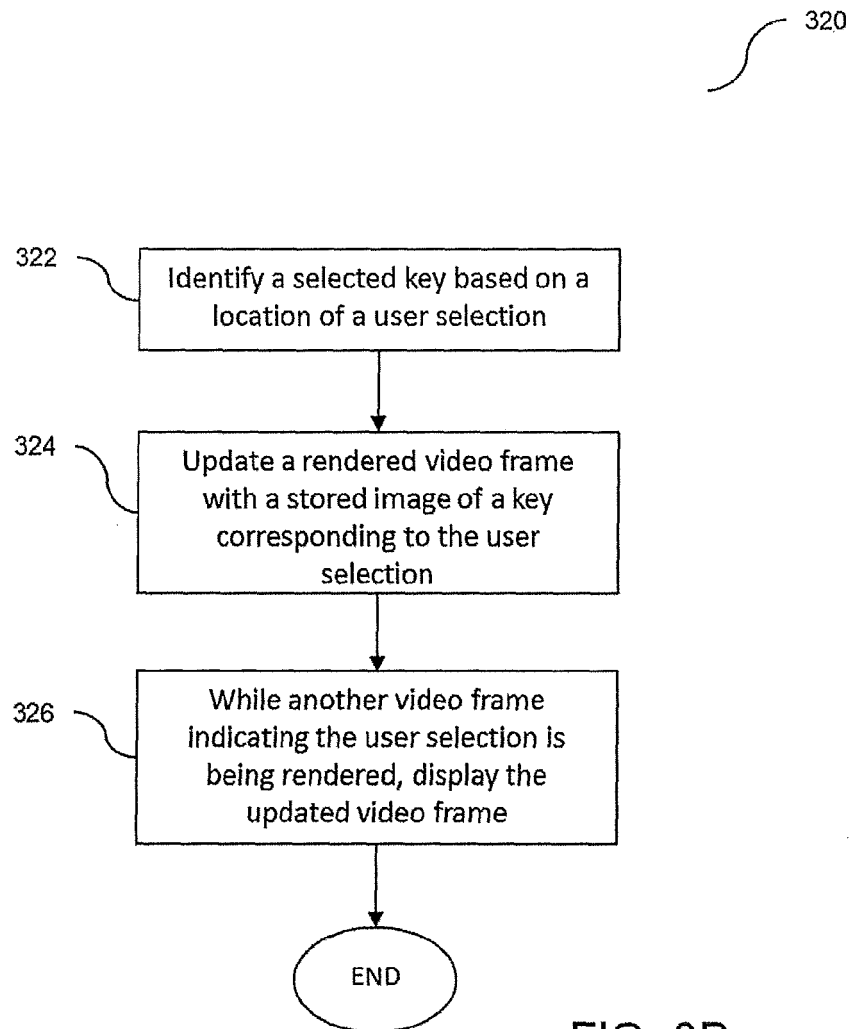 320
322
Identify a selected key based on a
location of a user selection
324
Update a rendered video frame
with a stored image of a key
corresponding to the user
selection
326
While another video frame
indicating the user selection is
being rendered, display the
updated video frame
END
FIG.